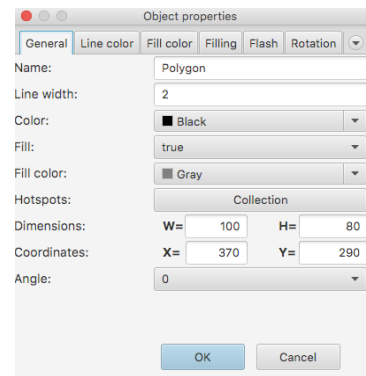 Object properties
General Line color Fill color Filling Flash Rotation
Name: Polygon
Line width: 2
Color: Black
Fill: true
Fill color: Gray
Hotspots: Collection
Dimensions: W= 100 H= 80
Coordinates: X= 370 Y= 290
Angle: 0
OK Cancel